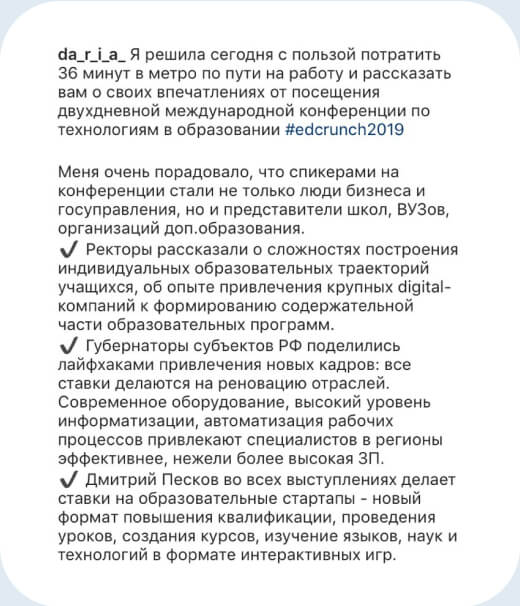 da_r_i_a_ Я решила сегодня с пользой потратить
36 минут в метро по пути на работу и рассказать
вам о своих впечатлениях от посещения
двухдневной международной конференции по
технологиям в образовании #edcrunch2019
Меня очень порадовало, что спикерами на
конференции стали не только люди бизнеса и
госуправления, но и представители школ, ВУЗов,
организаций доп.образования.
✔ Ректоры рассказали о сложностях построения
индивидуальных образовательных траекторий
учащихся, об опыте привлечения крупных digital-
компаний к формированию содержательной
части образовательных программ.
✔ Губернаторы субъектов РФ поделились
лайфхаками привлечения новых кадров: все
ставки делаются на реновацию отраслей.
Современное оборудование, высокий уровень
информатизации, автоматизация рабочих
процессов привлекают специалистов в регионы
эффективнее, нежели более высокая ЗП.
✔ Дмитрий Песков во всех выступлениях делает
ставки на образовательные стартапы - новый
формат повышения квалификации, проведения
уроков, создания курсов, изучение языков, наук и
технологий в формате интерактивных игр.